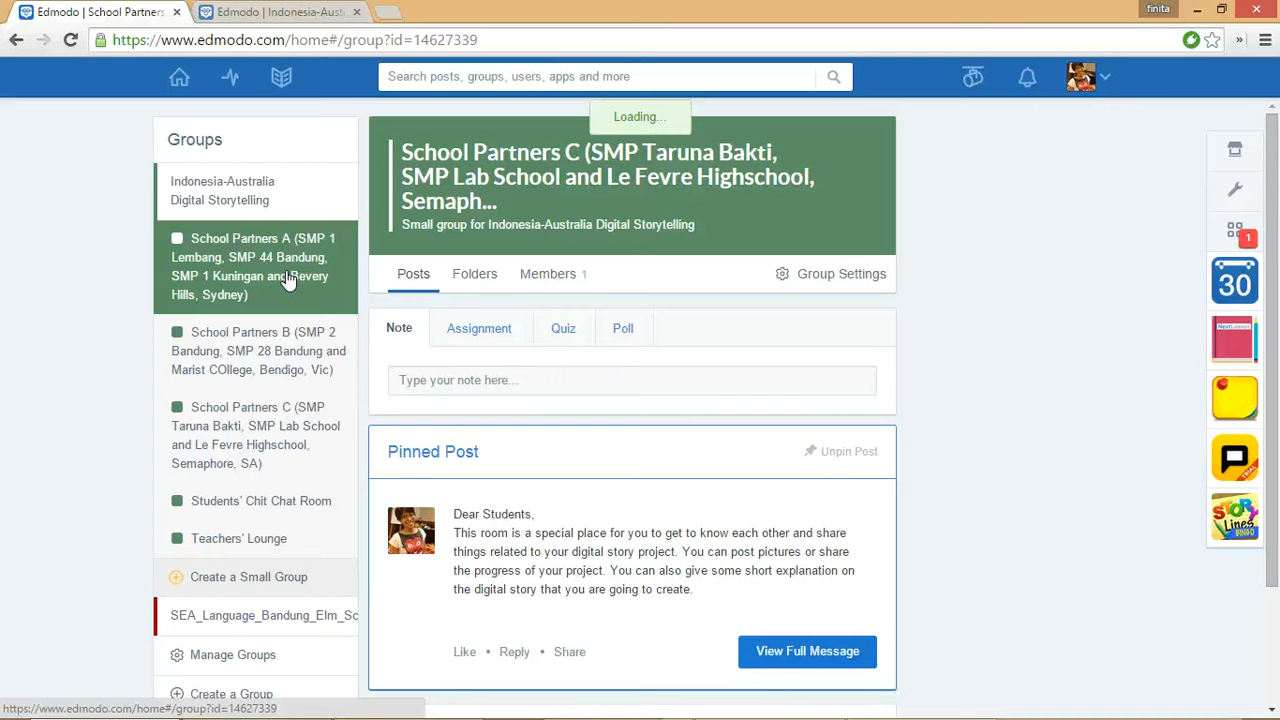 Edmodo | School Partners
Edmodo | Indonesia-Aust
finita
https://www.edmodo.com/home#/group?id=14627339
Search posts, groups, users, apps and more
Loading...
Groups
Indonesia-Australia
Digital Storytelling
School Partners A (SMP 1
Lembang, SMP 44 Bandung,
SMP 1 Kuningan and Bevery
Hills, Sydney)
School Partners B (SMP 2
Bandung, SMP 28 Bandung and
Marist COllege, Bendigo, Vic)
School Partners C (SMP
Taruna Bakti, SMP Lab School
and Le Fevre Highschool,
Semaphore, SA)
Students' Chit Chat Room
Teachers' Lounge
Create a Small Group
SEA_Language_Bandung_Elm_Sc
Manage Groups
Create a Group
School Partners C (SMP Taruna Bakti,
SMP Lab School and Le Fevre Highschool,
Semaph...
Small group for Indonesia-Australia Digital Storytelling
Posts Folders Members 1 Group Settings
Note Assignment Quiz Poll
Type your note here...
Pinned Post Unpin Post
Dear Students,
This room is a special place for you to get to know each other and share
things related to your digital story project. You can post pictures or share
the progress of your project. You can also give some short explanation on
the digital story that you are going to create.
Like • Reply • Share View Full Message
1
30
NextLesson
TRIAL
STORY
LINES
BINGO
https://www.edmodo.com/home#/group?id=14627339